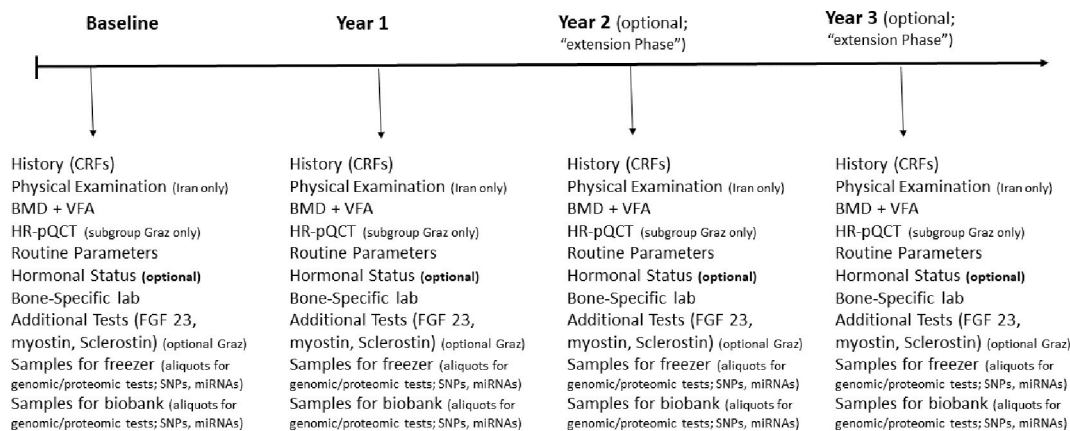 Baseline
Year 1
Year 2 (optional;
“extension Phase”)
Year 3 (optional;
“extension Phase”)
History (CRFs)
Physical Examination (Iran only)
BMD + VFA
HR-pQCT (subgroup Graz only)
Routine Parameters
Hormonal Status (optional)
Bone-Specific lab
Additional Tests (FGF 23,
myostin, Sclerostin) (optional Graz)
Samples for freezer (aliquots for
genomic/proteomic tests; SNPs, miRNAs)
Samples for biobank (aliquots for
genomic/proteomic tests; SNPs, miRNAs)
History (CRFs)
Physical Examination (Iran only)
BMD + VFA
HR-pQCT (subgroup Graz only)
Routine Parameters
Hormonal Status (optional)
Bone-Specific lab
Additional Tests (FGF 23,
myostin, Sclerostin) (optional Graz)
Samples for freezer (aliquots for
genomic/proteomic tests; SNPs, miRNAs)
Samples for biobank (aliquots for
genomic/proteomic tests; SNPs, miRNAs)
History (CRFs)
Physical Examination (Iran only)
BMD + VFA
HR-pQCT (subgroup Graz only)
Routine Parameters
Hormonal Status (optional)
Bone-Specific lab
Additional Tests (FGF 23,
myostin, Sclerostin) (optional Graz)
Samples for freezer (aliquots for
genomic/proteomic tests; SNPs, miRNAs)
Samples for biobank (aliquots for
genomic/proteomic tests; SNPs, miRNAs)
History (CRFs)
Physical Examination (Iran only)
BMD + VFA
HR-pQCT (subgroup Graz only)
Routine Parameters
Hormonal Status (optional)
Bone-Specific lab
Additional Tests (FGF 23,
myostin, Sclerostin) (optional Graz)
Samples for freezer (aliquots for
genomic/proteomic tests; SNPs, miRNAs)
Samples for biobank (aliquots for
genomic/proteomic tests; SNPs, miRNAs)